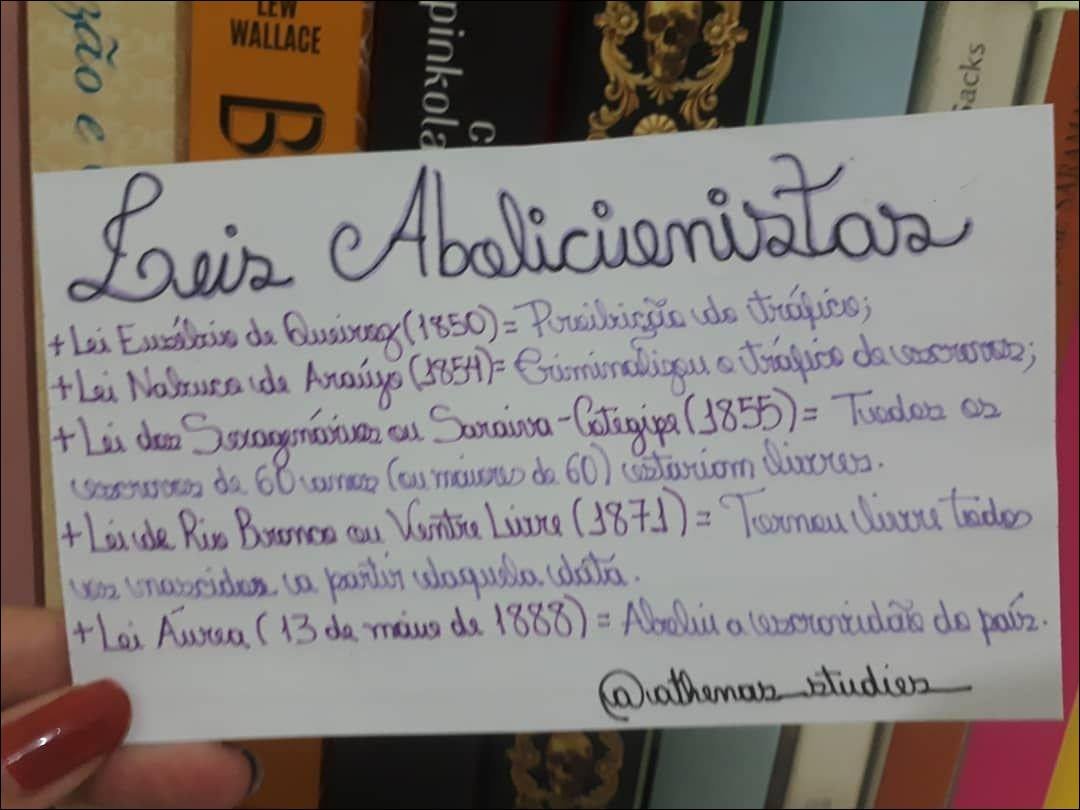 zão e
LEW
WALLACE
B
pinkola
C
Sacks
SARAMA
Leis Abolicionistas
+ Lei Eusébio de Queiroz (1850) = Proibição do tráfico;
+ Lei Nabuco de Araújo (1854) = Criminalizou o tráfico de escravos;
+ Lei dos Sexagenários ou Saraiva-Cotegipe (1855) = Todos os
escravos de 60 anos (ou maiores de 60) estariam livres.
+ Lei de Rio Branco ou Ventre Livre (1871) = Tornou livre todos
os nascidos a partir daquela data.
+ Lei Áurea (13 de maio de 1888) = Aboliu a escravidão do país.
@athenas_studies